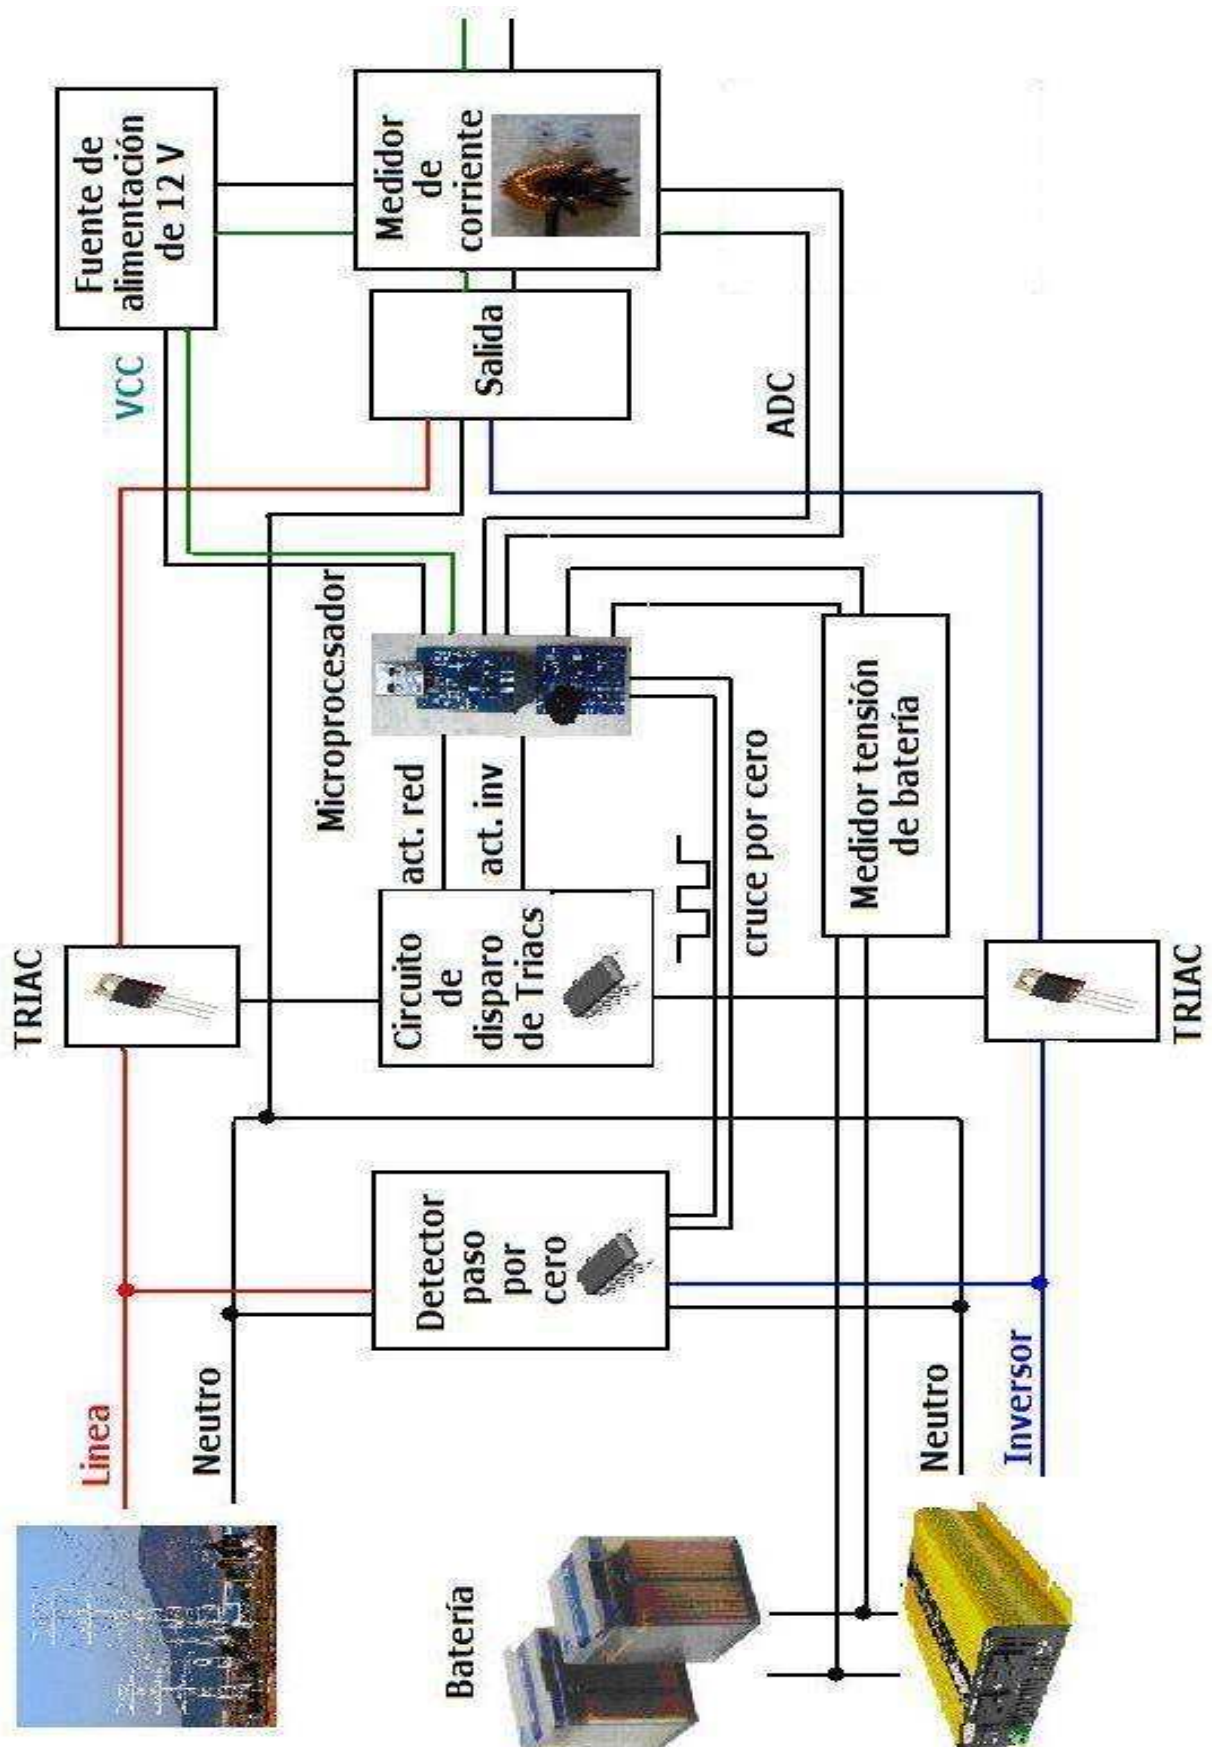 TRIAC
Linea
VCC
Fuente de
alimentación
de 12 V
Neutro
Microprocesador
act. red
act. inv
Circuito
de
disparo
de Triacs
Detector
paso
por
cero
Salida
Medidor
de
corriente
cruce por cero
ADC
Batería
Medidor tensión
de batería
Neutro
Inversor
TRIAC